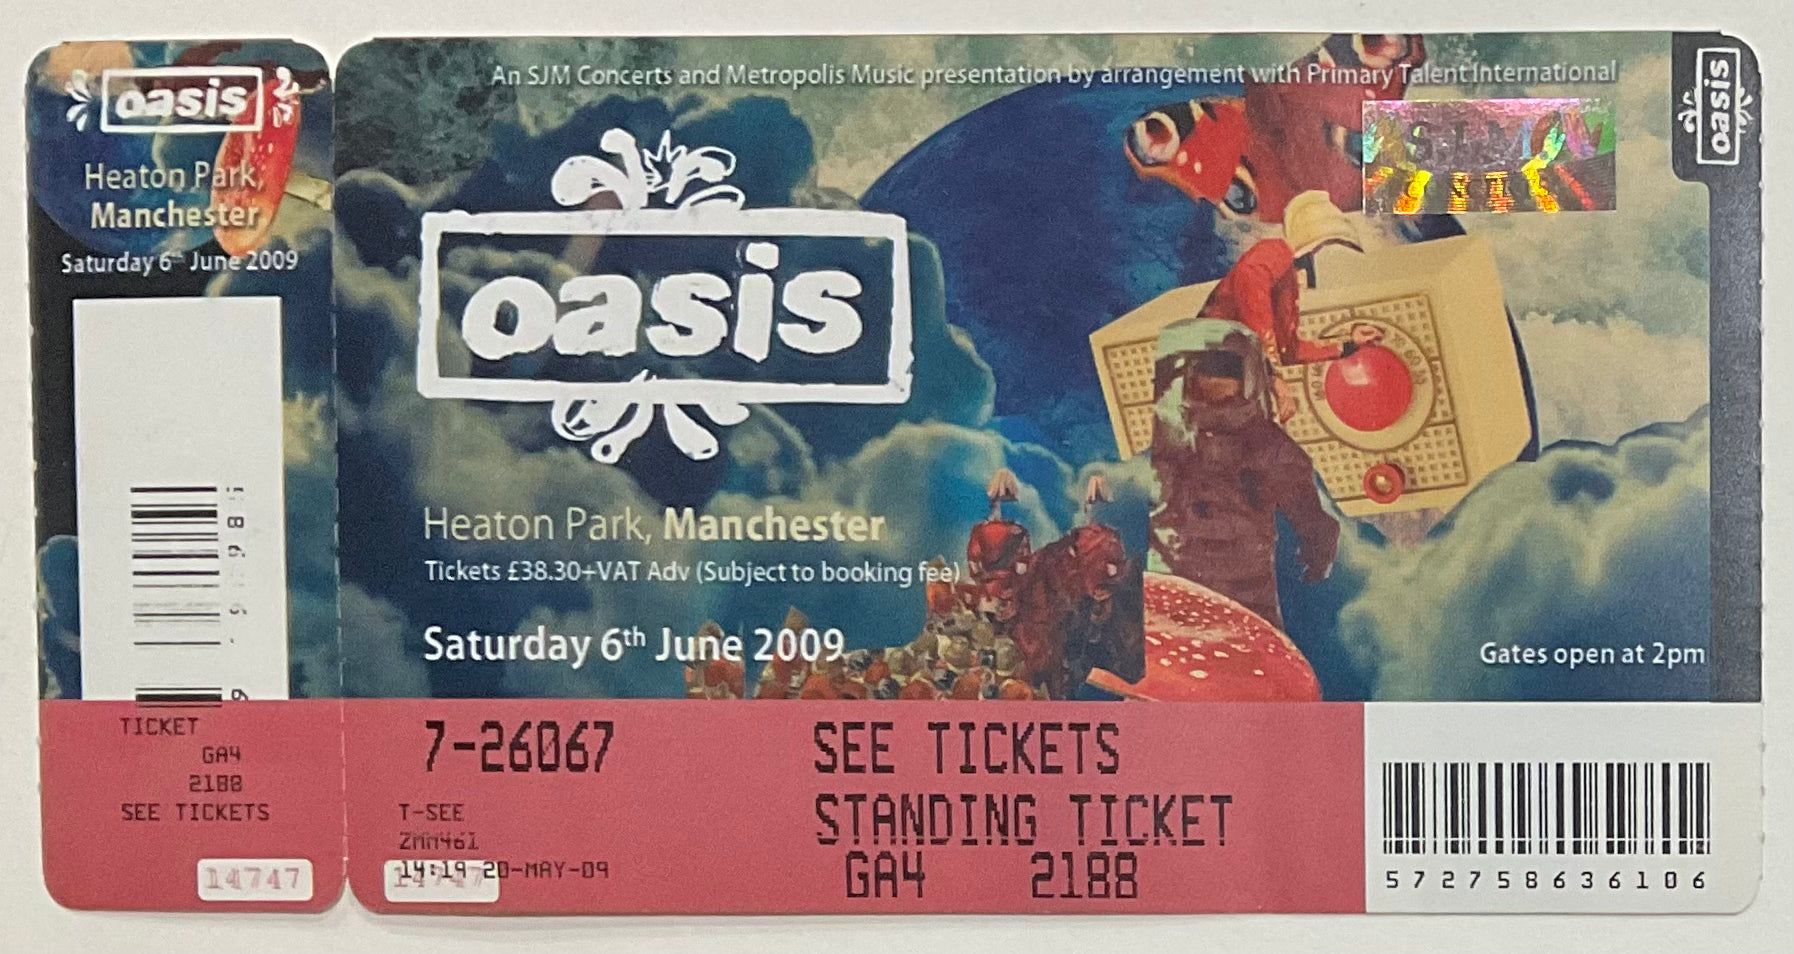 oasis
Heaton Park,
Manchester
Saturday 6th June 2009
TICKET
GA4
2188
SEE TICKETS
14747
An SJM Concerts and Metropolis Music presentation by arrangement with Primary Talent International
oasis
Heaton Park, Manchester
Tickets £38.30+VAT Adv (Subject to booking fee)
Saturday 6th June 2009
Gates open at 2pm
oasis
7-26067
T-SEE
ZMM461
14:19 20-MAY-09
14747
SEE TICKETS
STANDING TICKET
GA4 2188
572758636106